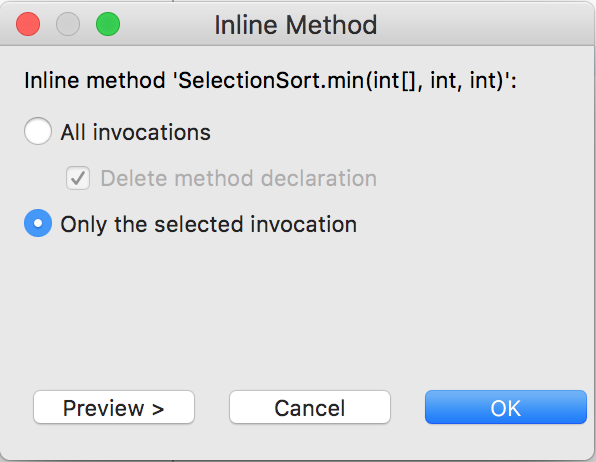 Inline Method
Inline method 'SelectionSort.min(int[], int, int)':
All invocations
Delete method declaration
Only the selected invocation
Preview >
Cancel
OK